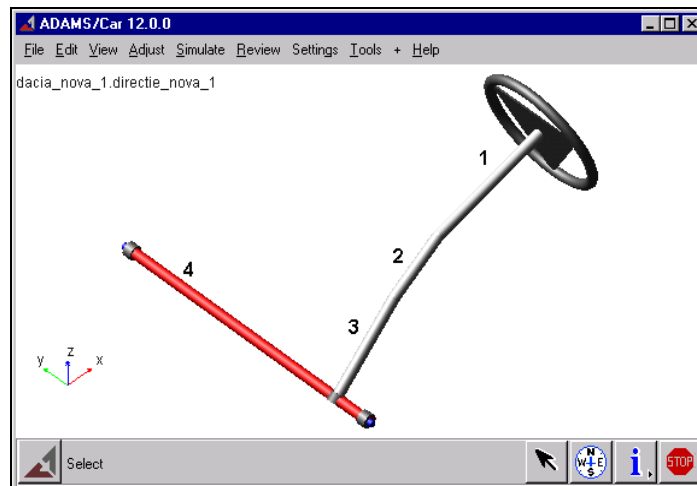 ADAMS/Car 12.0.0
File Edit View Adjust Simulate Review Settings Tools + Help
dacia_nova_1.directie_nova_1
1
2
4
3
z
y x
Select
N
W E
S
i
STOP